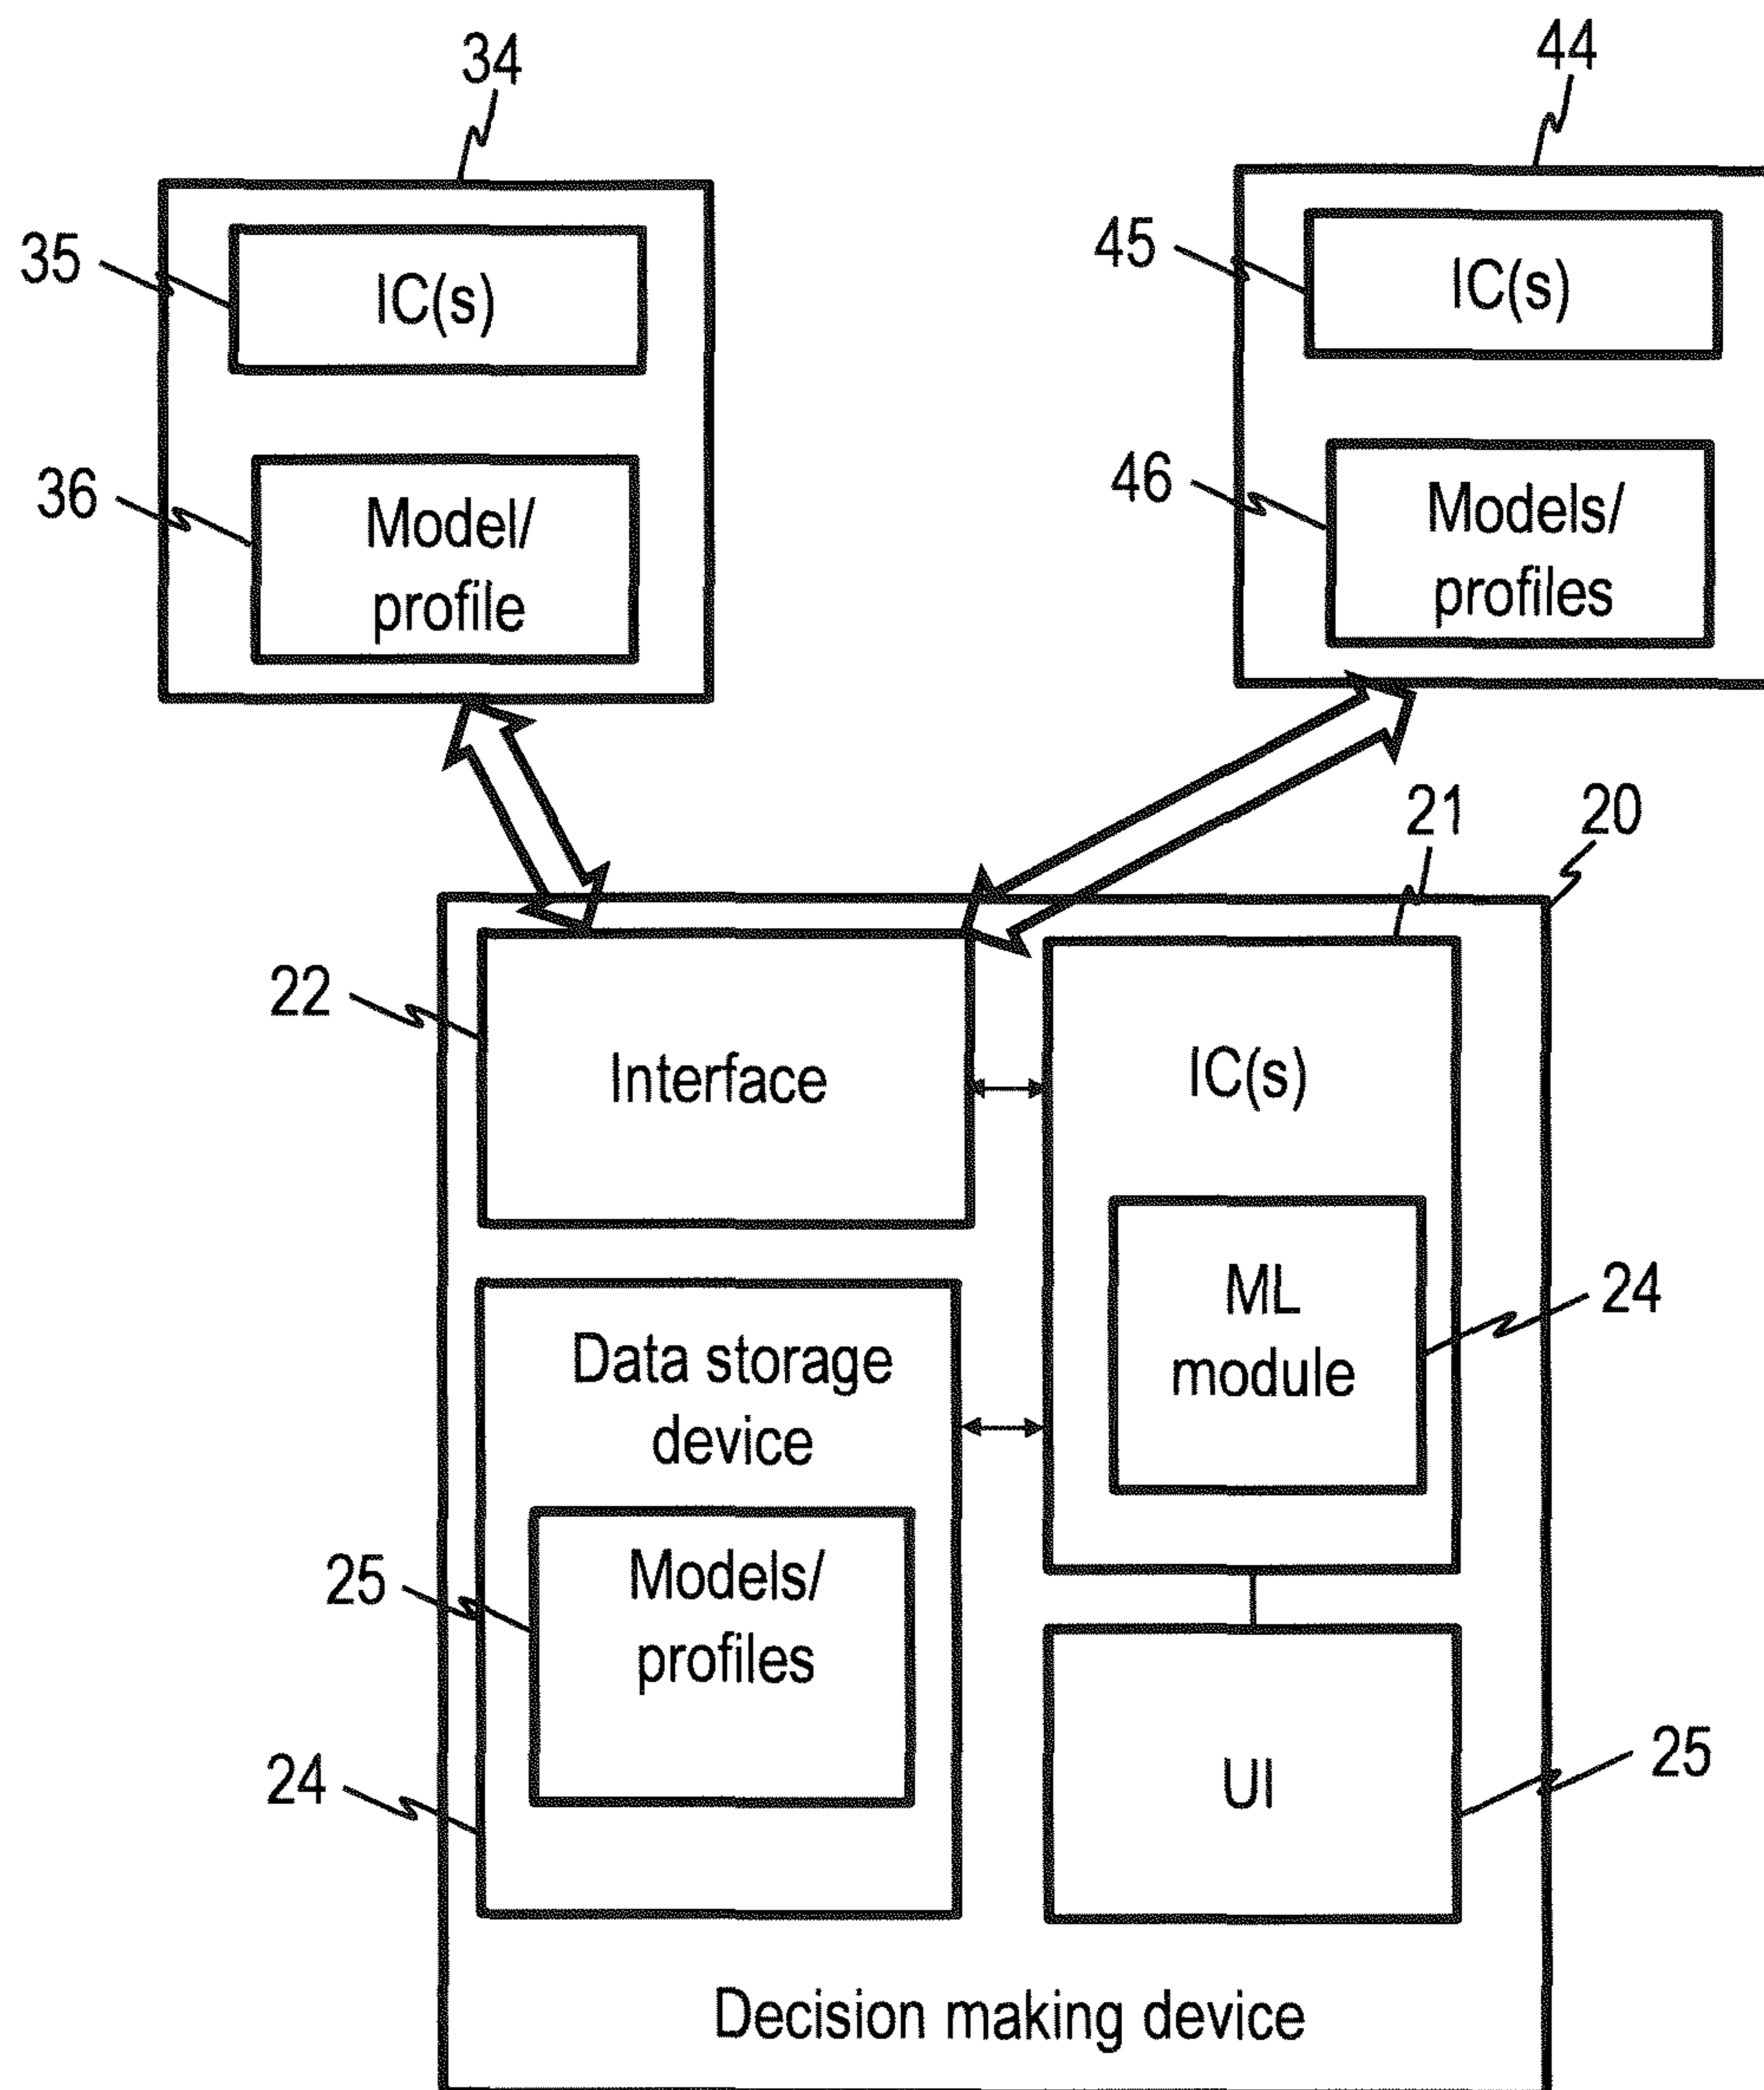 34
44
35
IC(s)
45
IC(s)
36
Model/
profile
46
Models/
profiles
21
20
22
Interface
IC(s)
ML
module
24
Data storage
device
25
Models/
profiles
24
UI
25
Decision making device